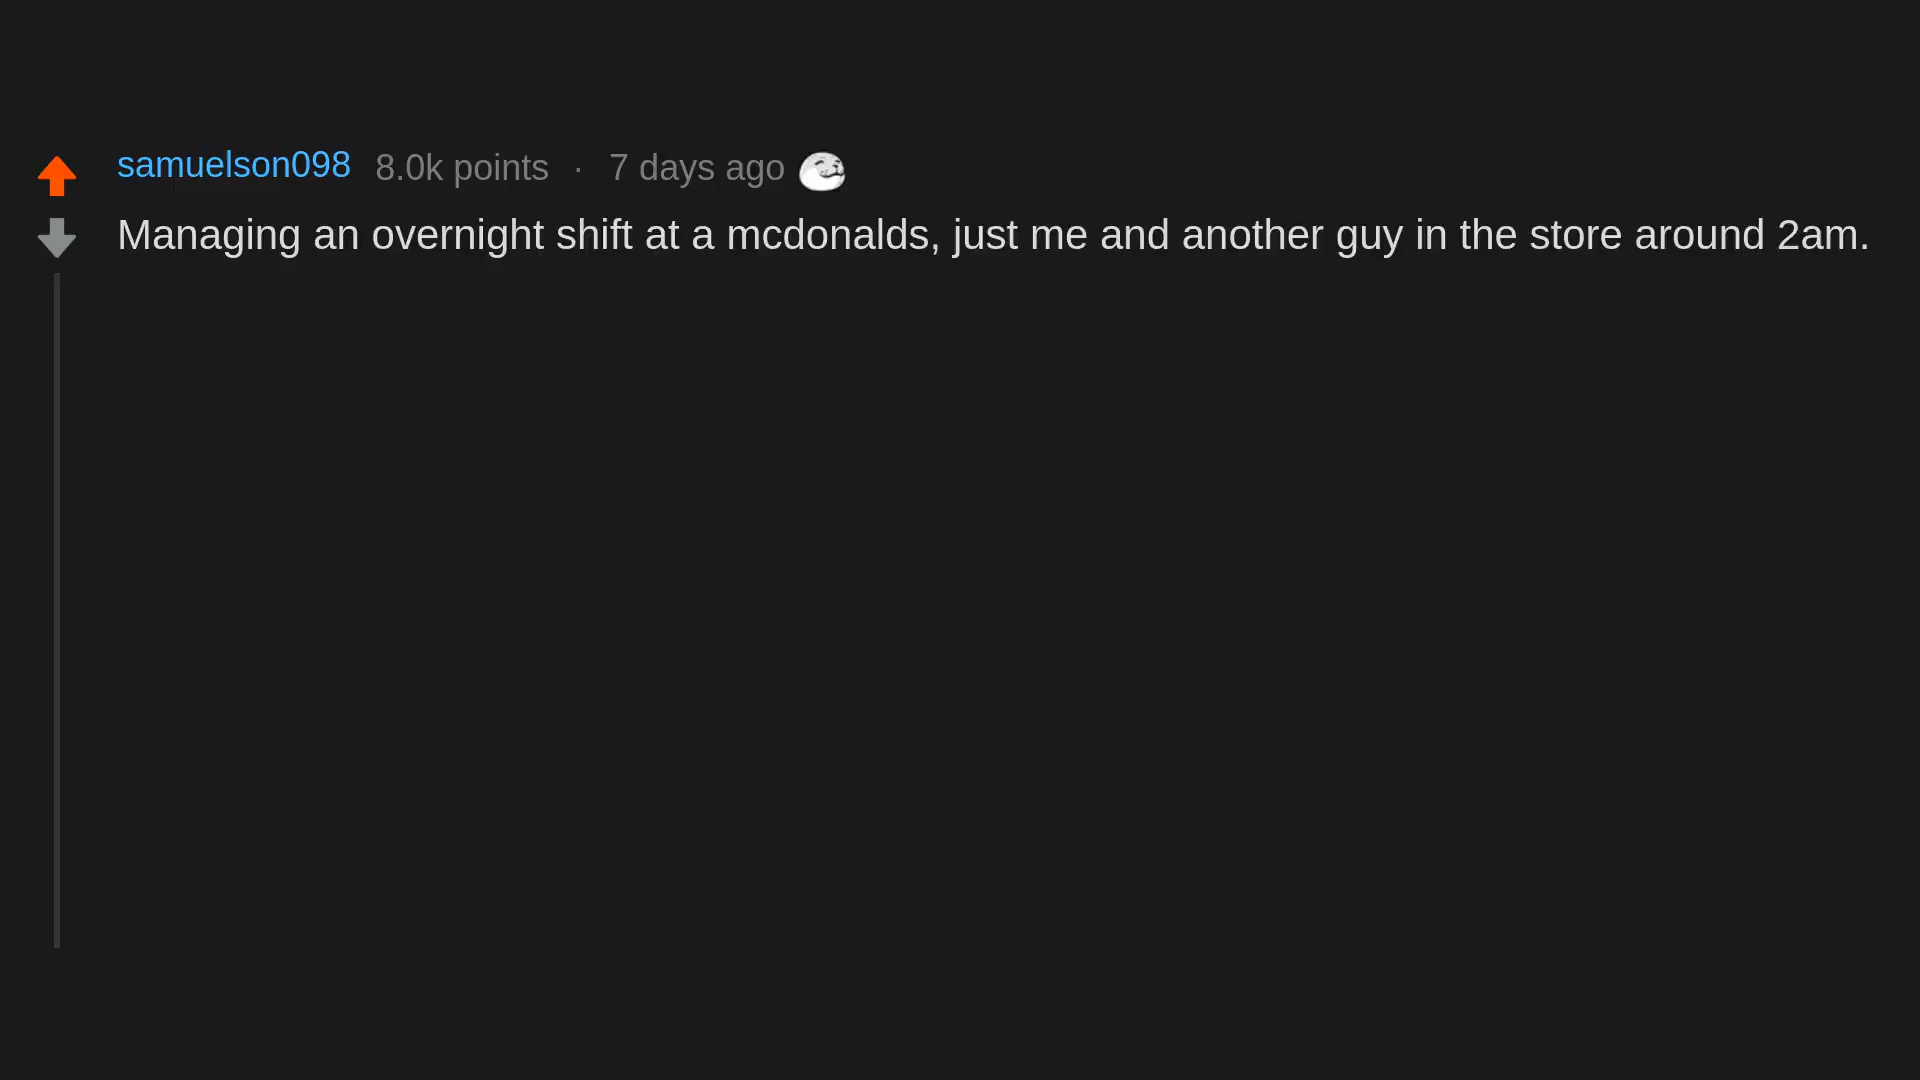 samuelson098 8.0k points · 7 days ago
Managing an overnight shift at a mcdonalds, just me and another guy in the store around 2am.